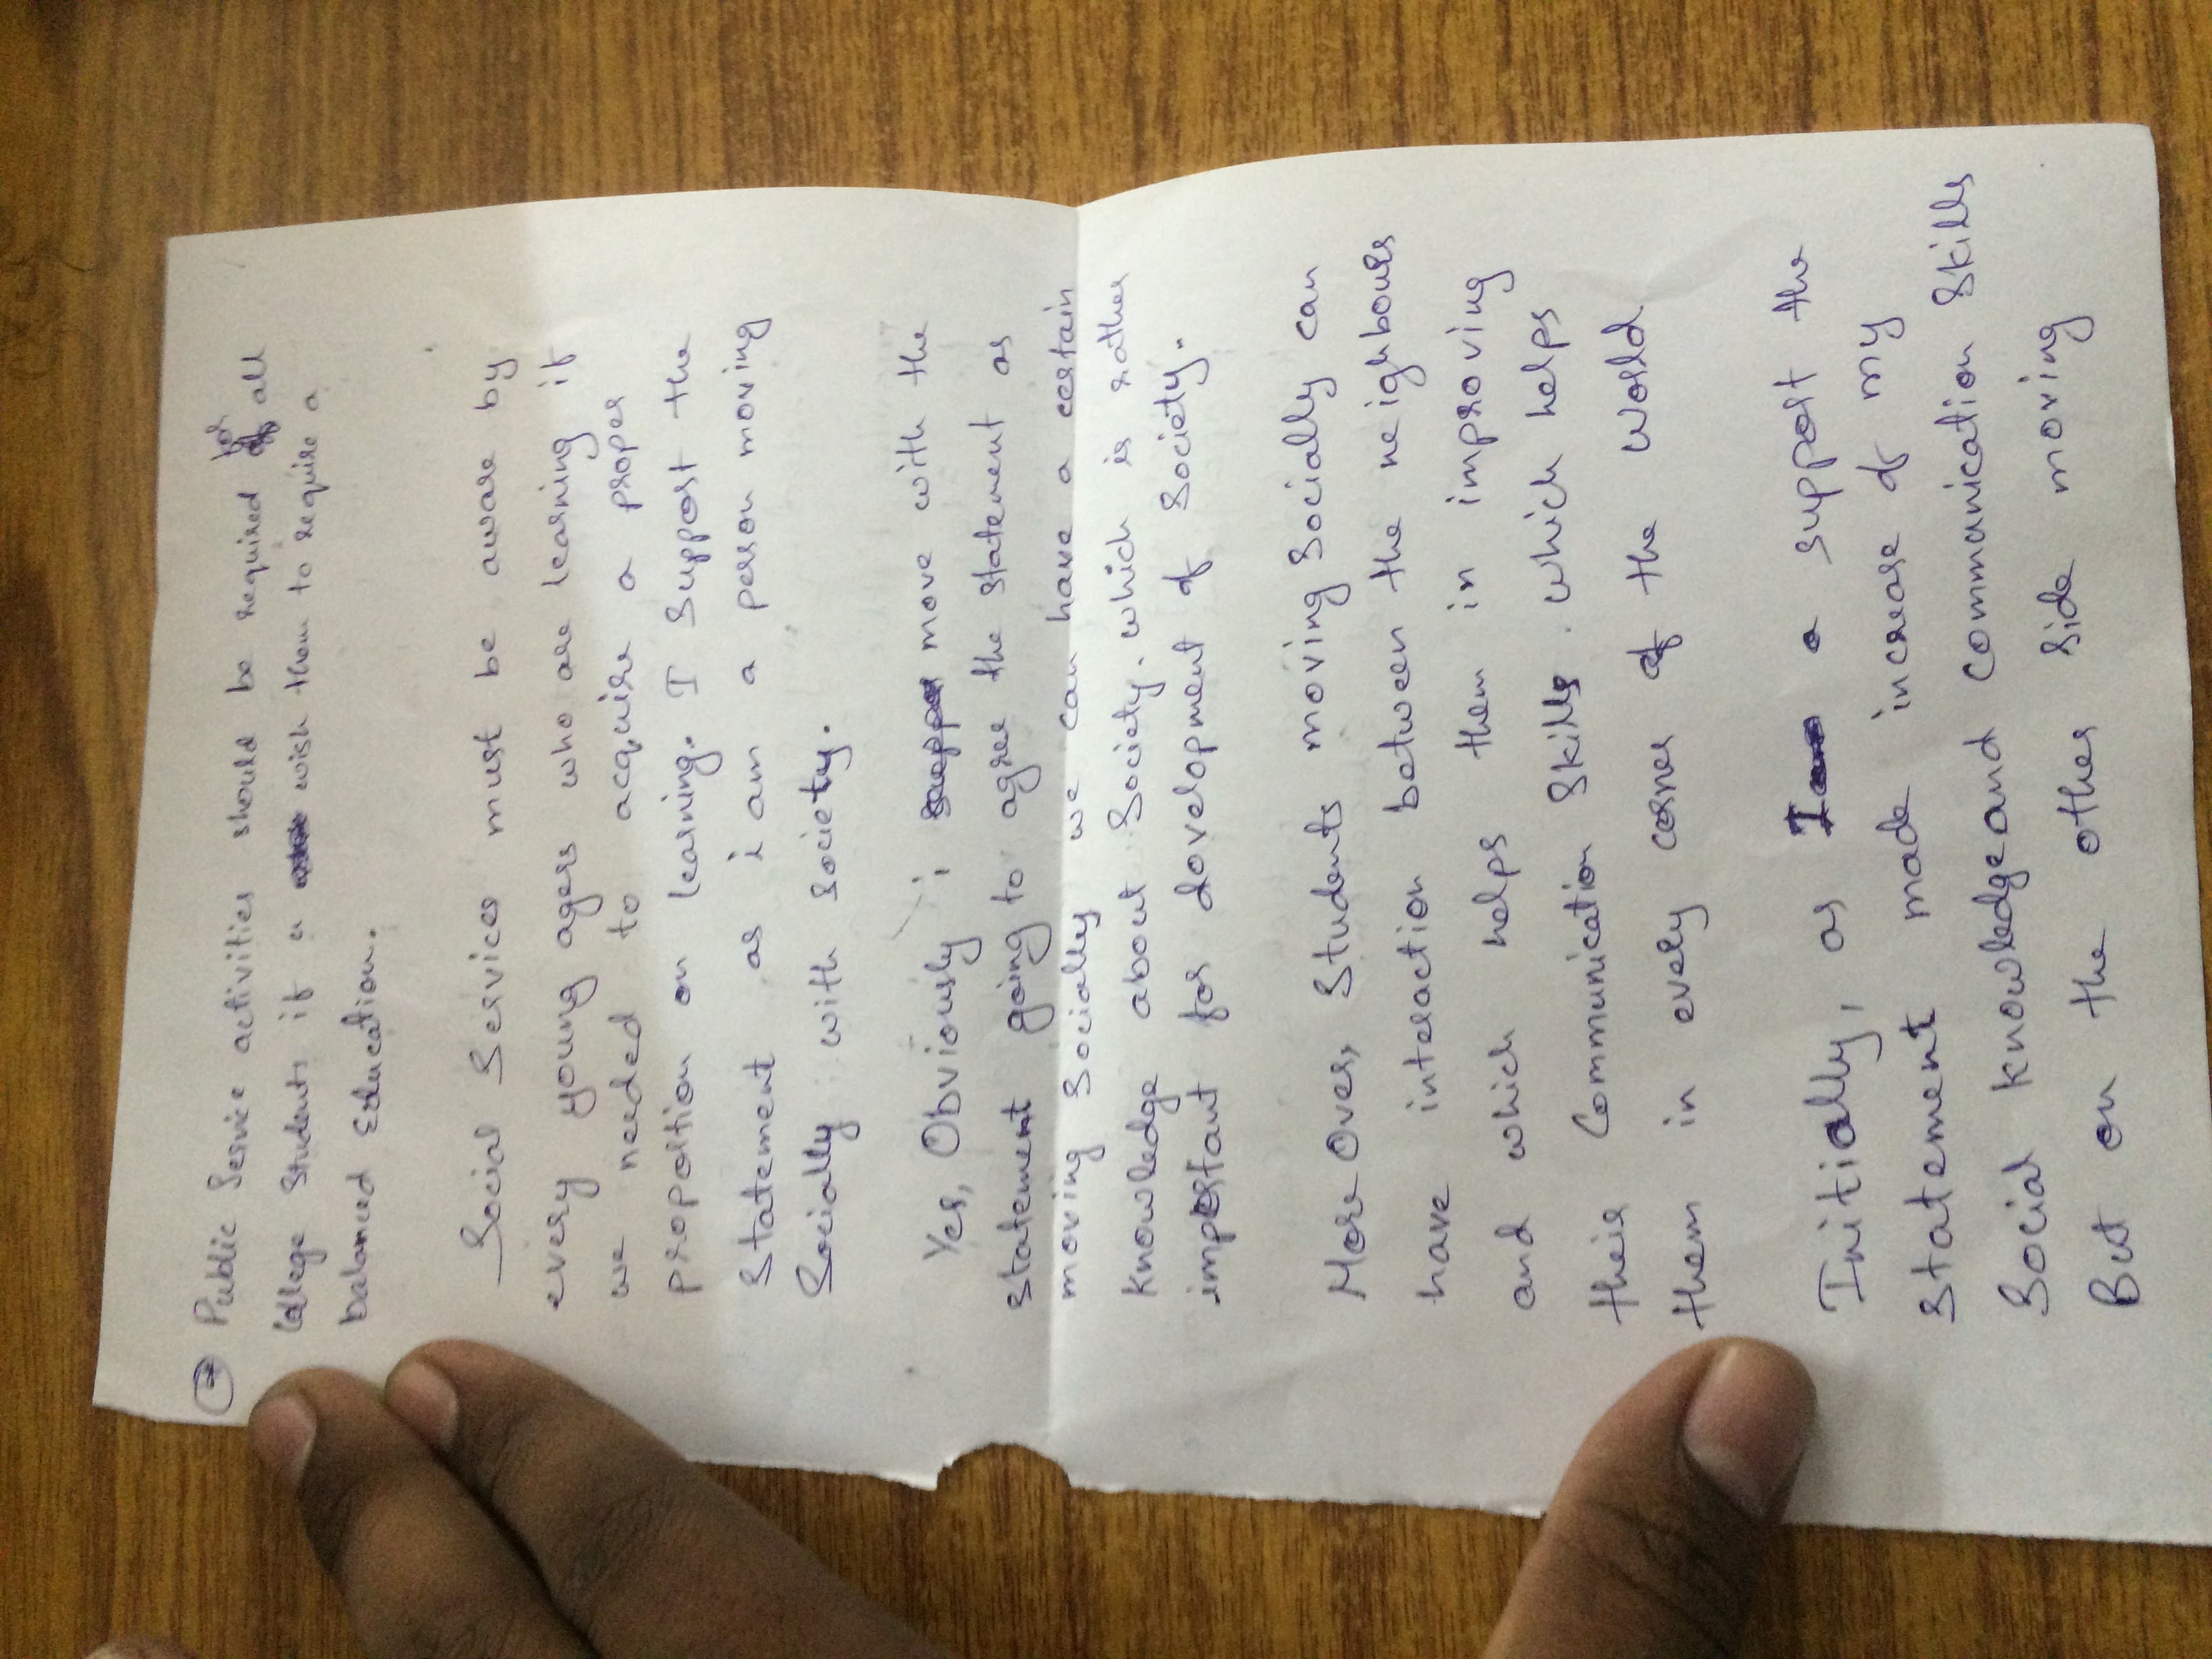 Public Service activities should be required for all
College Students if a wish them to require a
balanced Education.
Social Services must be aware by
every young agers who are learning if
we needed to acquire a proper
proportion on learning. I Support the
Statement as i am a person moving
Socially with society.
Yes, Obviously i move with the
statement going to agree the statement as
moving Socially we can have a certain
knowledge about Society. which is rather
important for dovelopment of Society.
More Over, Students moving Socially can
have interaction between the neighbours
and which helps them in improving
their Communication Skills. which helps
them in every corner of the World
Initially, as I a support the
statement made increase of my
Social knowledge and communication Skills
But on the other Side moving